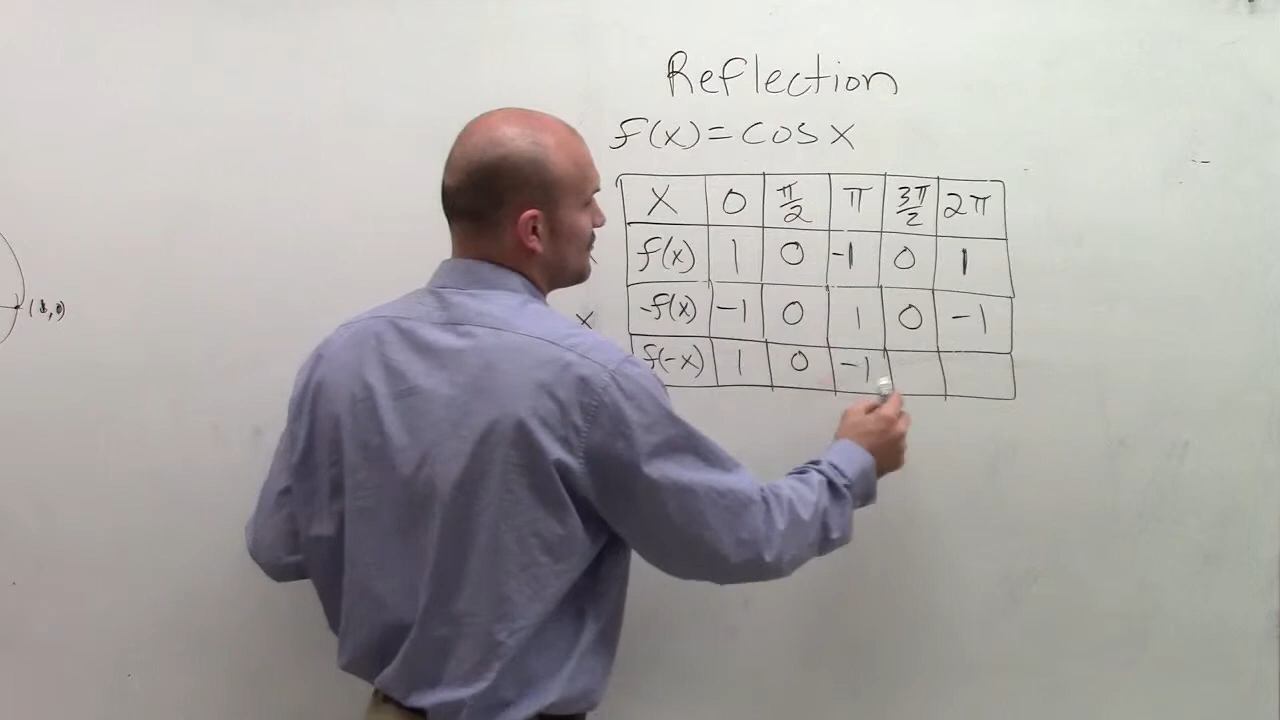 Reflection
f(x)=cosx
x 0 π/2 π 3π/2 2π
f(x) 1 0 -1 0 1
-f(x) -1 0 1 0 -1
f(-x) 1 0 -1
x